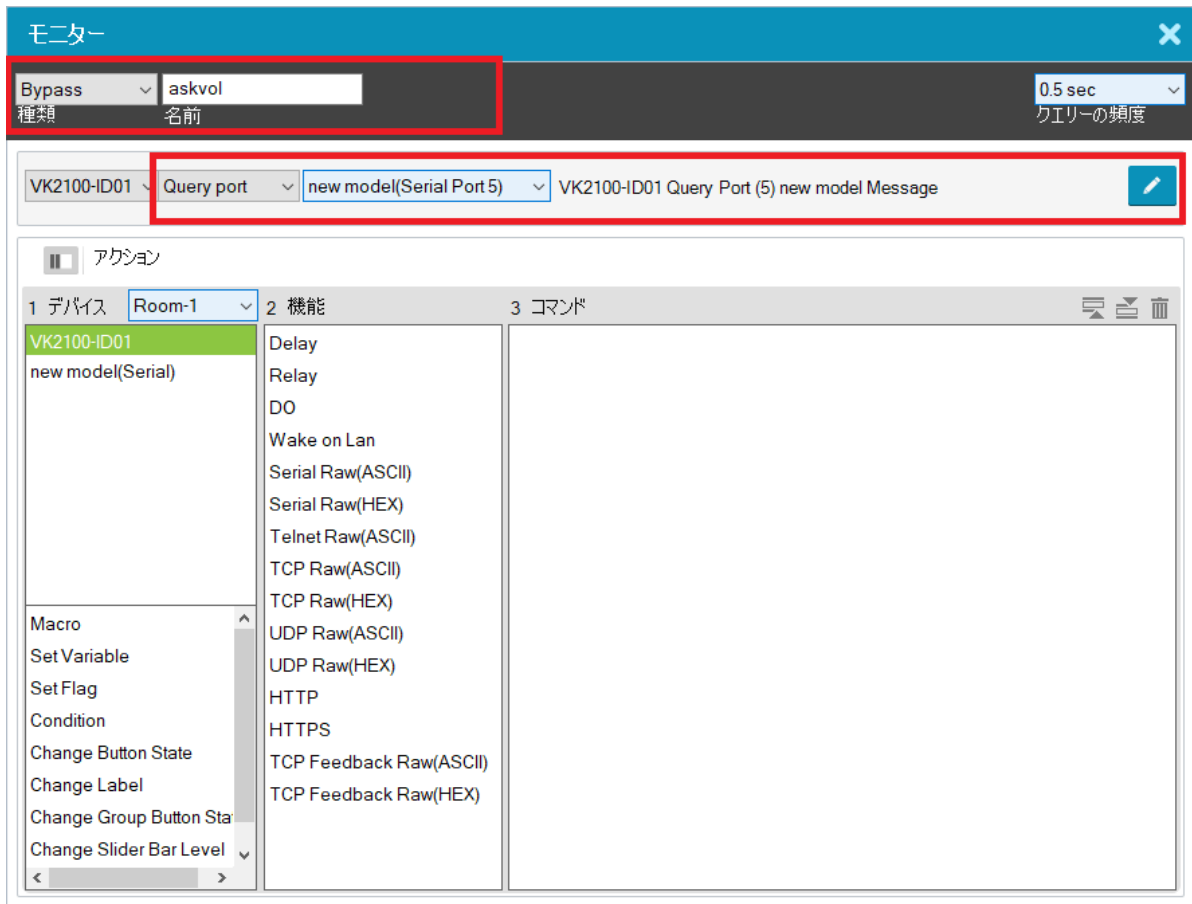 モニター
Bypass askvol 0.5 sec
種類 名前 クエリーの頻度
VK2100-ID01 Query port new model(Serial Port 5) VK2100-ID01 Query Port (5) new model Message
アクション
1 デバイス Room-1 2 機能 3 コマンド
VK2100-ID01
new model(Serial)
Macro
Set Variable
Set Flag
Condition
Change Button State
Change Label
Change Group Button Sta
Change Slider Bar Level
Delay
Relay
DO
Wake on Lan
Serial Raw(ASCII)
Serial Raw(HEX)
Telnet Raw(ASCII)
TCP Raw(ASCII)
TCP Raw(HEX)
UDP Raw(ASCII)
UDP Raw(HEX)
HTTP
HTTPS
TCP Feedback Raw(ASCII)
TCP Feedback Raw(HEX)